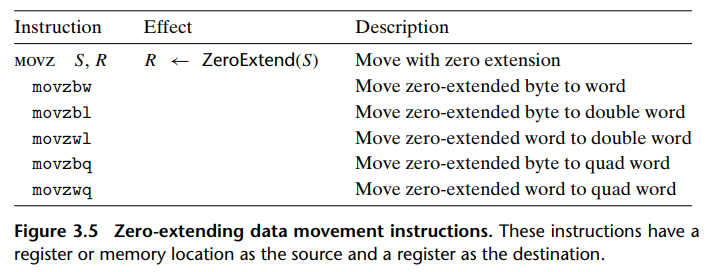 Instruction Effect Description
MOVZ S, R R ← ZeroExtend(S) Move with zero extension
movzbw Move zero-extended byte to word
movzbl Move zero-extended byte to double word
movzwl Move zero-extended word to double word
movzbq Move zero-extended byte to quad word
movzwq Move zero-extended word to quad word
Figure 3.5 Zero-extending data movement instructions. These instructions have a
register or memory location as the source and a register as the destination.